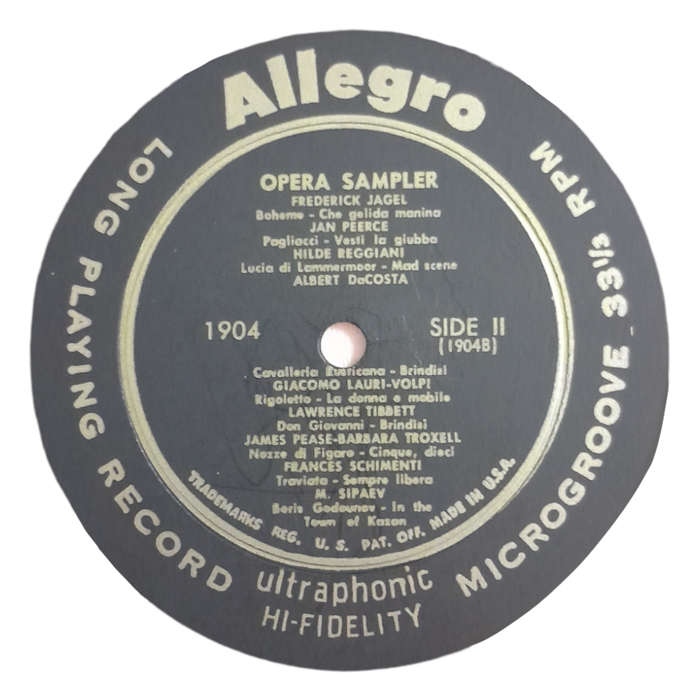 Allegro
LONG PLAYING RECORD
MICROGROOVE - 33⅓ RPM
OPERA SAMPLER
FREDERICK JAGEL
Boheme - Che gelida manina
JAN PEERCE
Pagliacci - Vesti la giubba
HILDE REGGIANI
Lucia di Lammermoor - Mad scene
ALBERT DaCOSTA
1904
SIDE II
(1904B)
Cavalleria Rusticana - Brindisi
GIACOMO LAURI-VOLPI
Rigoletto - La donna e mobile
LAWRENCE TIBBETT
Don Giovanni - Brindisi
JAMES PEASE-BARBARA TROXELL
Nozze di Figaro - Cinque, dieci
FRANCES SCHIMENTI
Traviata - Sempre libera
M. SIPAEV
Boris Godounov - In the
Town of Kazan
TRADEMARKS REG. U. S. PAT. OFF. MADE IN U.S.A.
ultraphonic
HI-FIDELITY